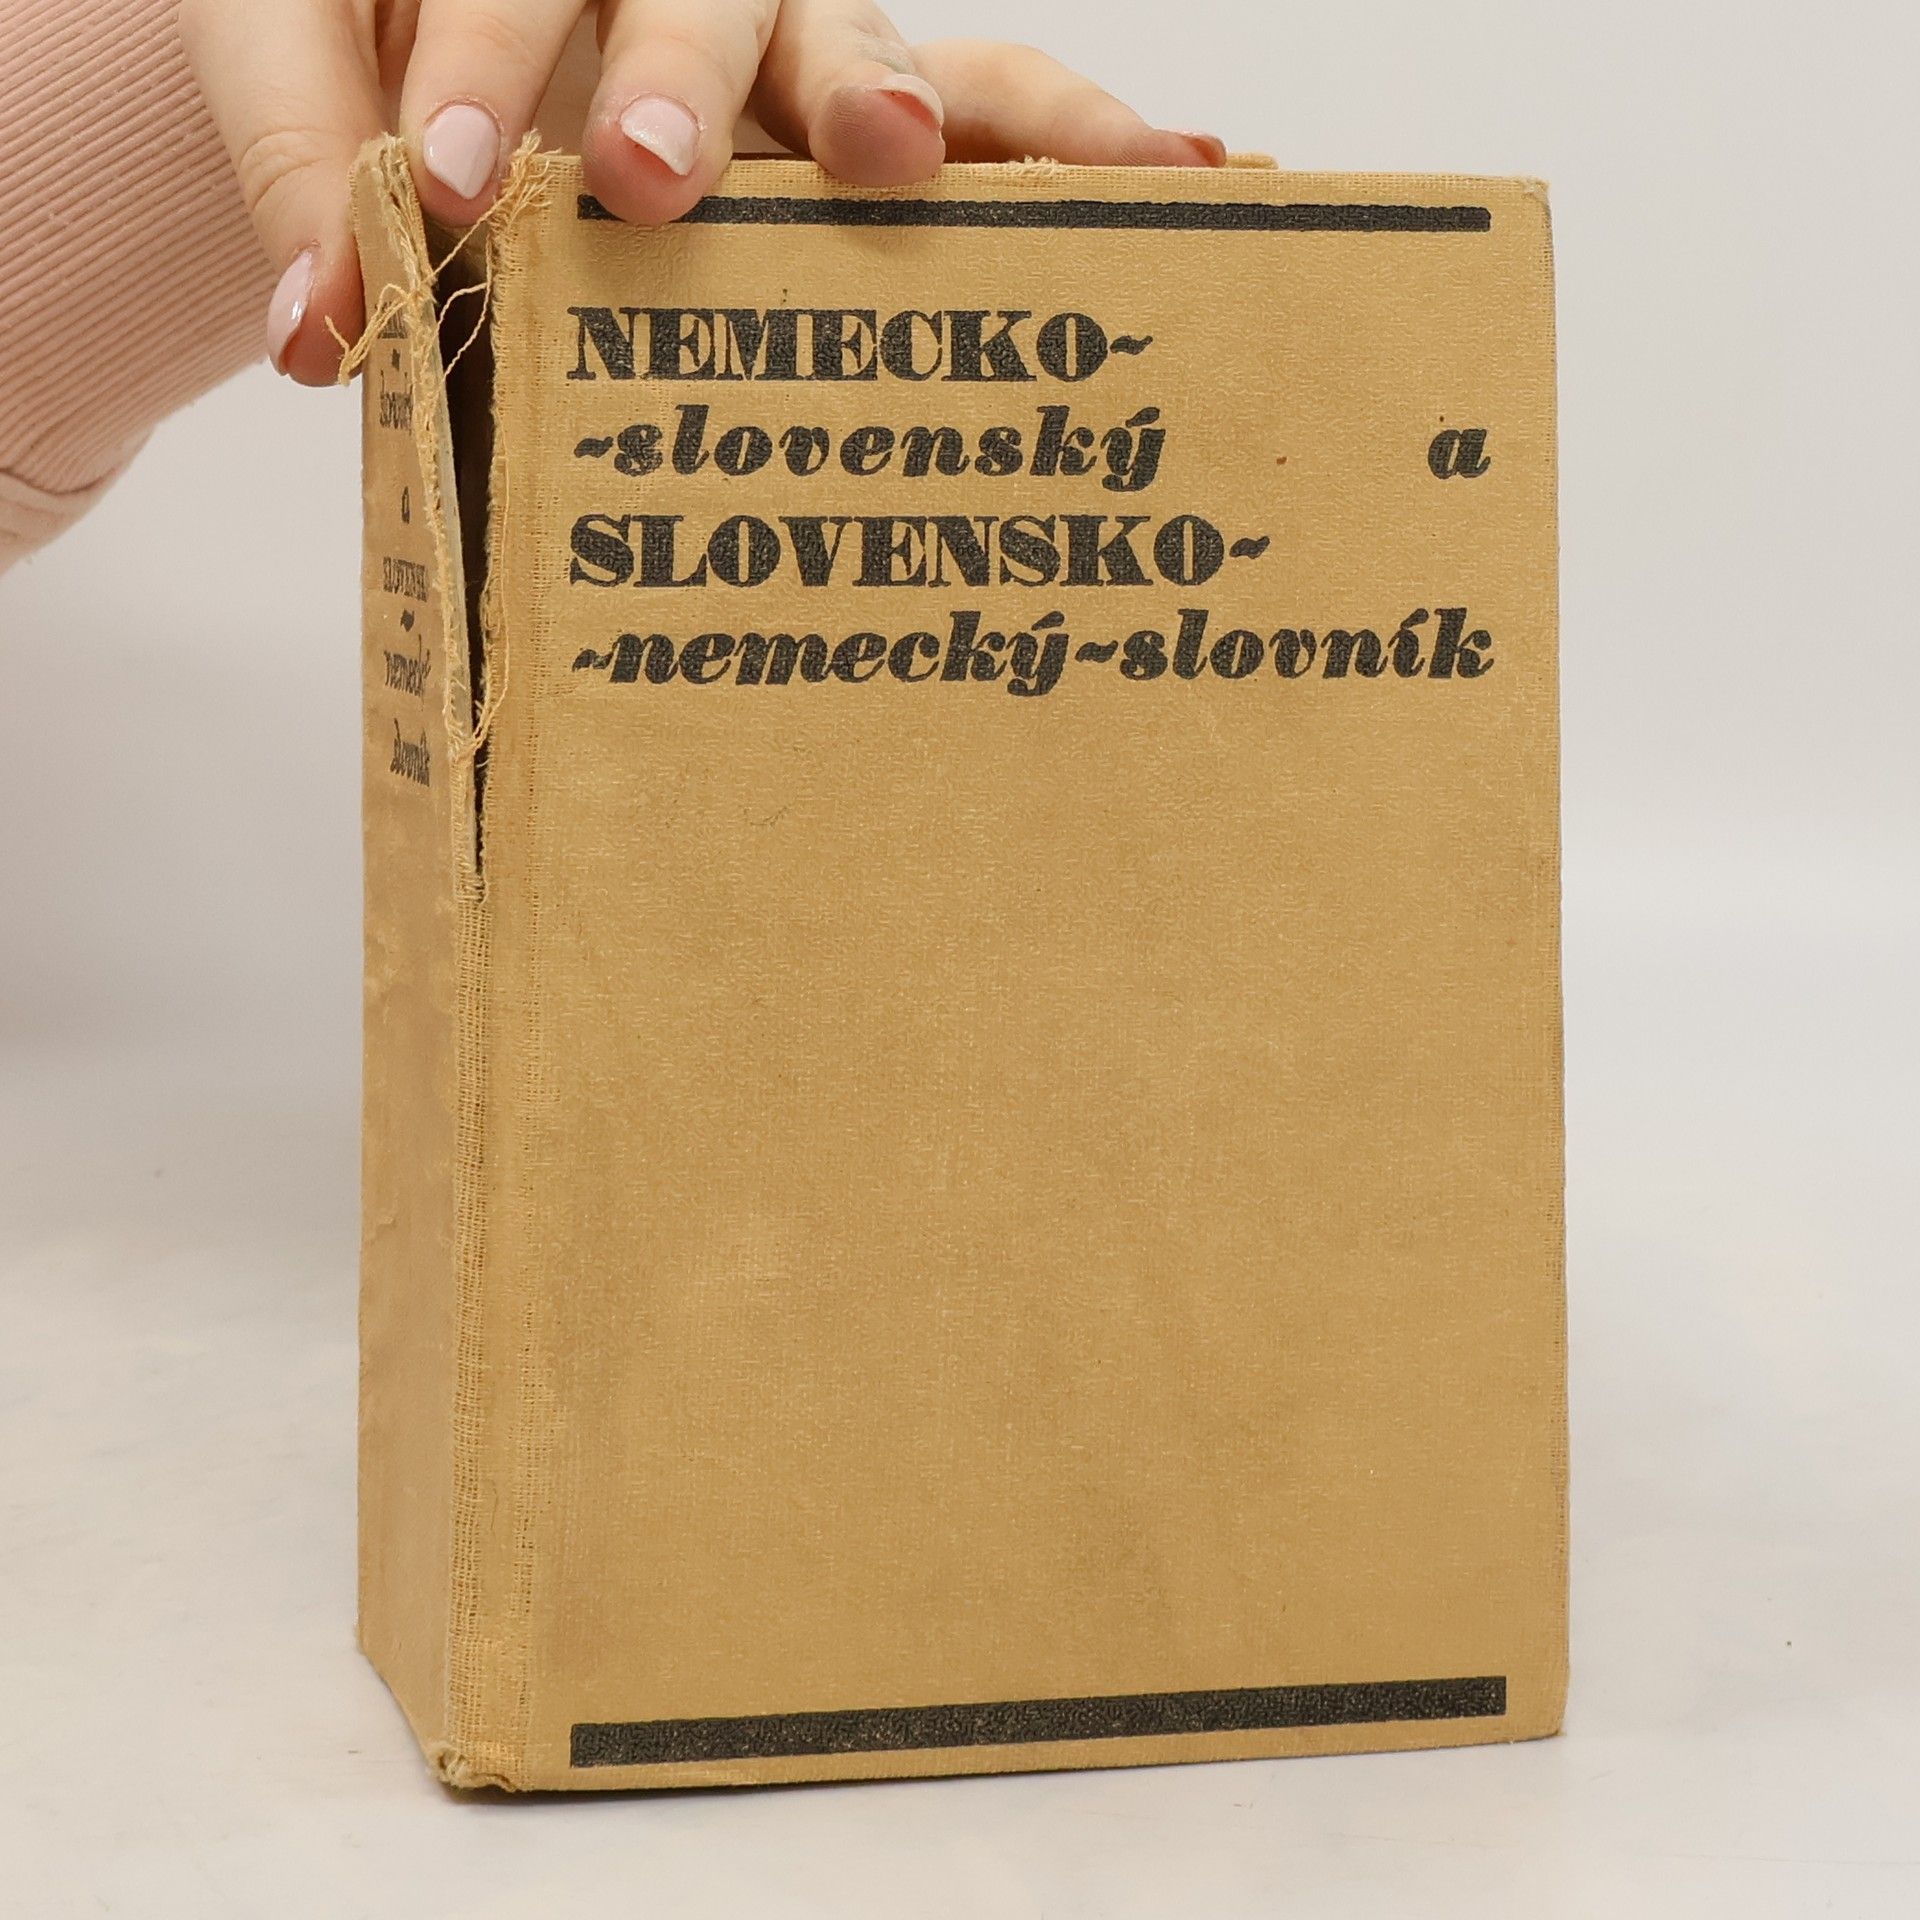 NEMECKO~
~slovenský a
SLOVENSKO~
~nemecký~slovník
a